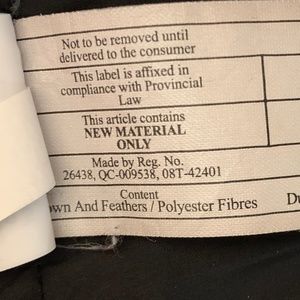 Not to be removed until
delivered to the consumer
This label is affixed in
compliance with Provincial
Law
This article contains
NEW MATERIAL
ONLY
Made by Reg. No.
26438, QC-009538, 08T-42401
Content
own And Feathers / Polyester Fibres
Du